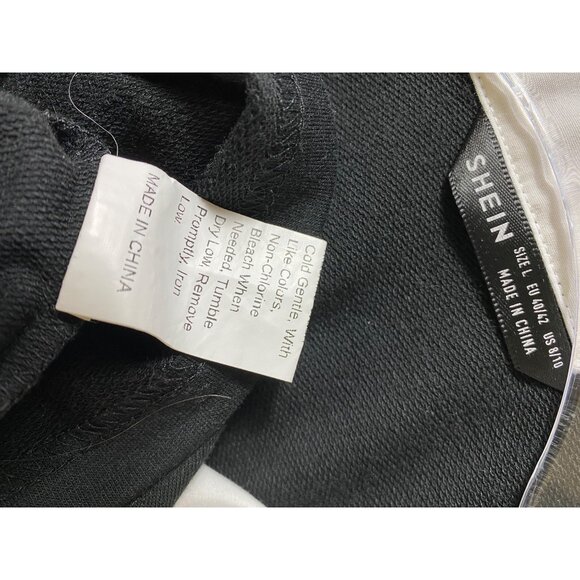 Cold Gentle, With
Like Colors,
Non-Chlorine
Bleach When
Needed, Tumble
Dry Low, Remove
Promptly, Iron
Low.
MADE IN CHINA
SHEIN
SIZE L EU 40/42 US 8/10
MADE IN CHINA